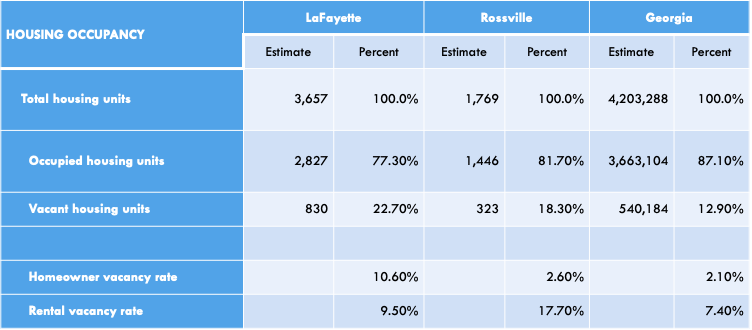 HOUSING OCCUPANCY LaFayette Rossville Georgia
Estimate Percent Estimate Percent Estimate Percent
Total housing units 3,657 100.0% 1,769 100.0% 4,203,288 100.0%
Occupied housing units 2,827 77.30% 1,446 81.70% 3,663,104 87.10%
Vacant housing units 830 22.70% 323 18.30% 540,184 12.90%
Homeowner vacancy rate 10.60% 2.60% 2.10%
Rental vacancy rate 9.50% 17.70% 7.40%